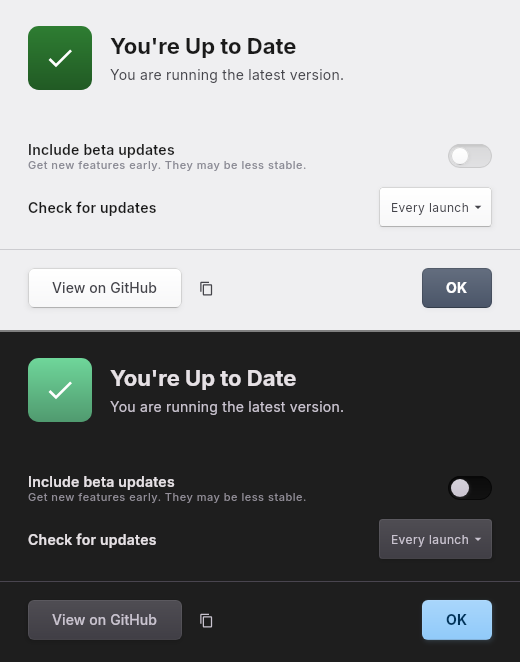 You're Up to Date
You are running the latest version.
Include beta updates
Get new features early. They may be less stable.
Check for updates
Every launch
View on GitHub
OK
You're Up to Date
You are running the latest version.
Include beta updates
Get new features early. They may be less stable.
Check for updates
Every launch
View on GitHub
OK